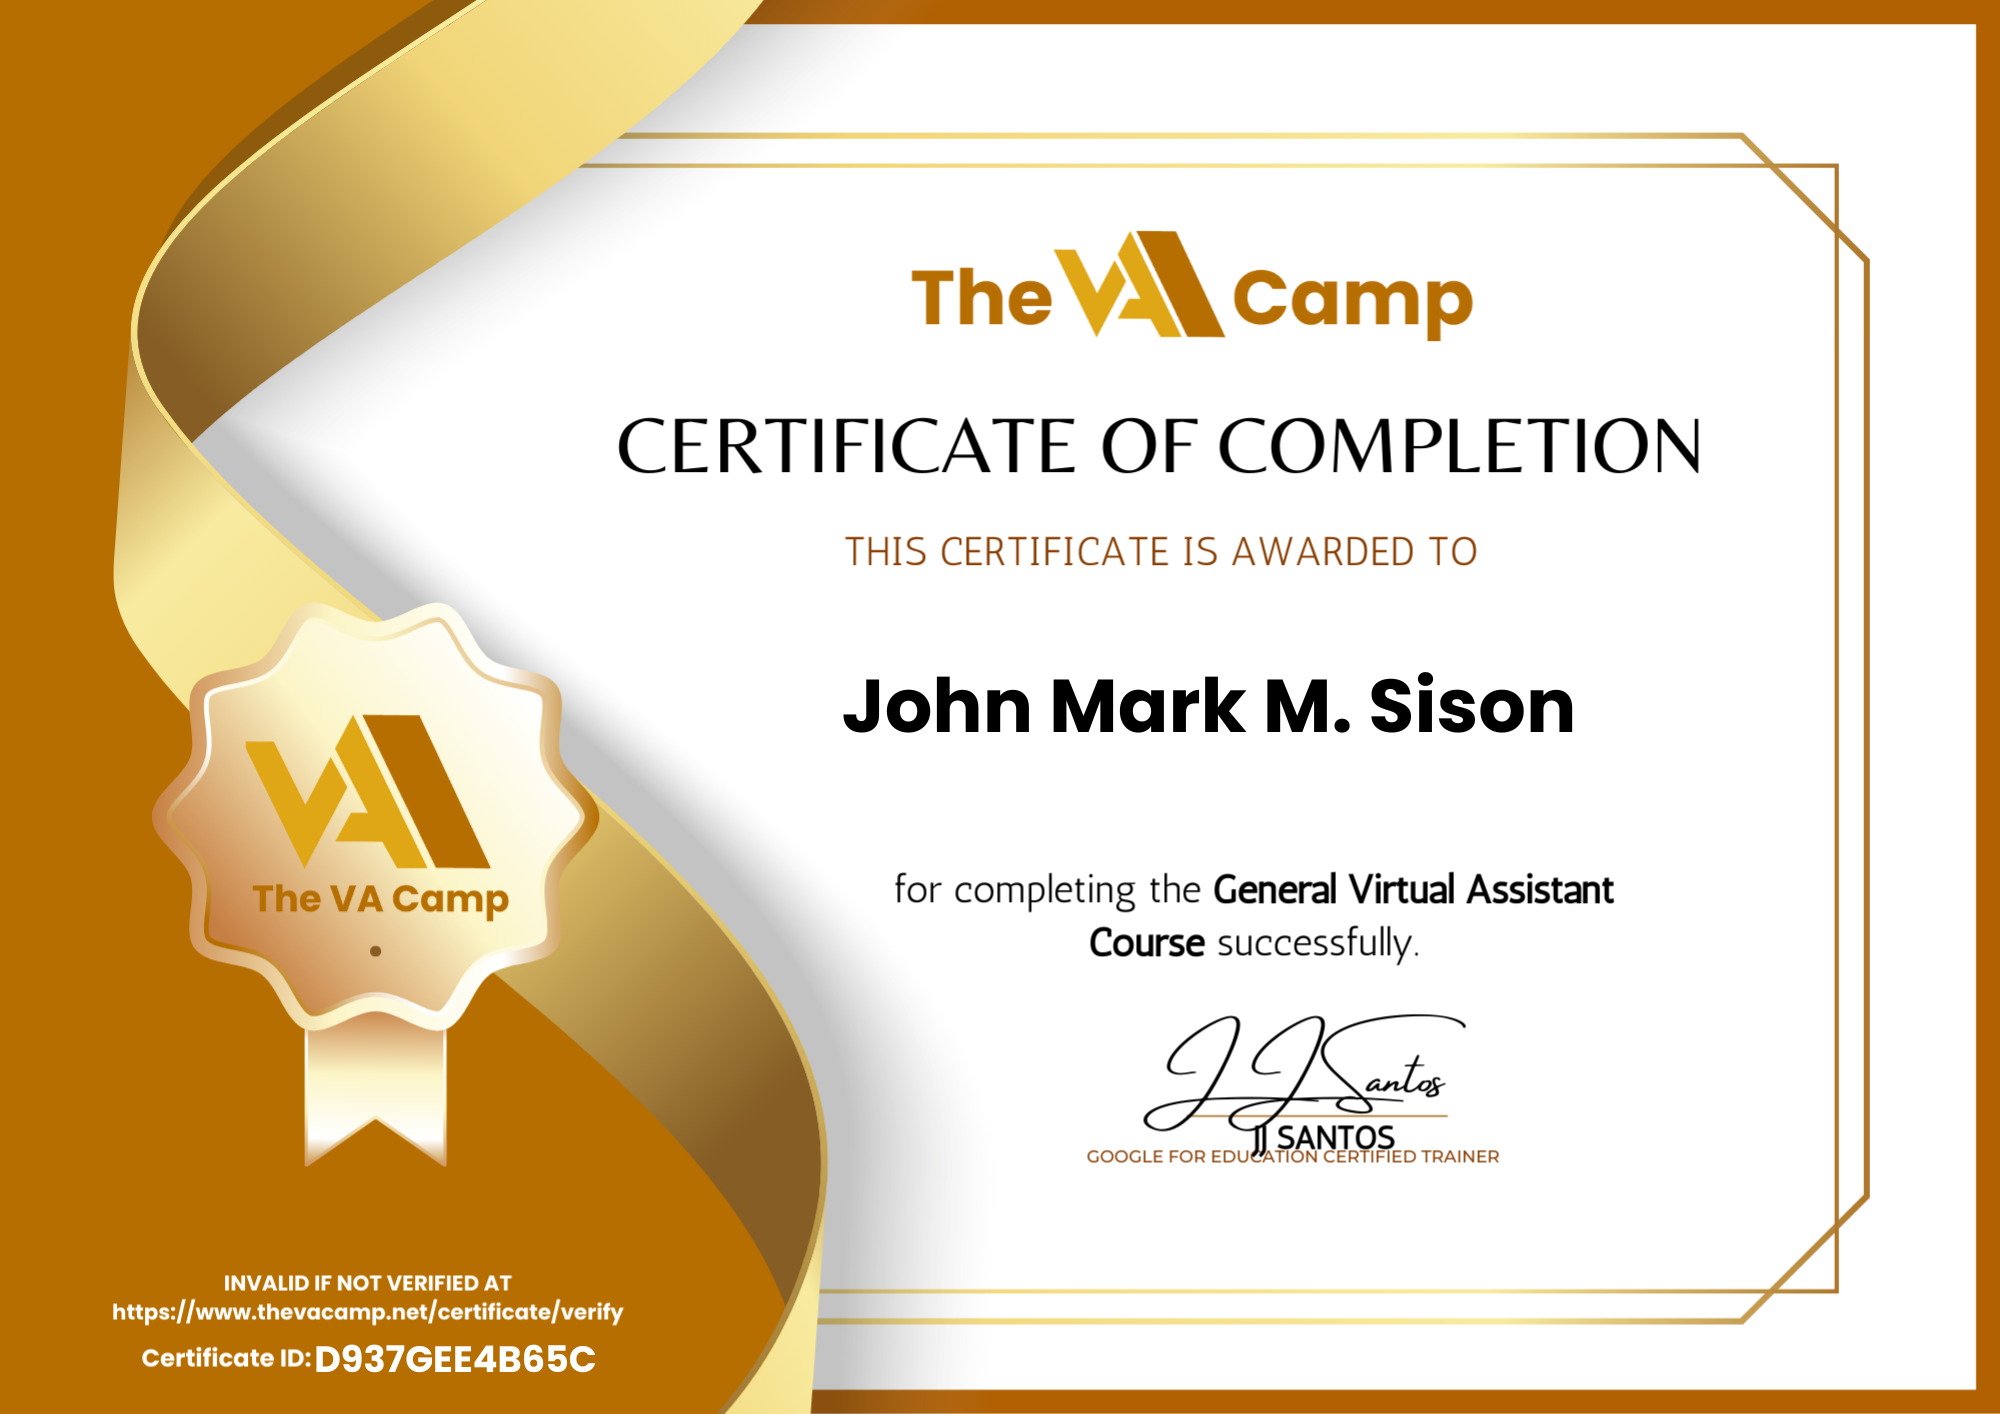 The VA Camp
CERTIFICATE OF COMPLETION
THIS CERTIFICATE IS AWARDED TO
John Mark M. Sison
for completing the General Virtual Assistant
Course successfully.
JJSantos
JJ SANTOS
GOOGLE FOR EDUCATION CERTIFIED TRAINER
VA
The VA Camp
INVALID IF NOT VERIFIED AT
https://www.thevacamp.net/certificate/verify
Certificate ID: D937GEE4B65C